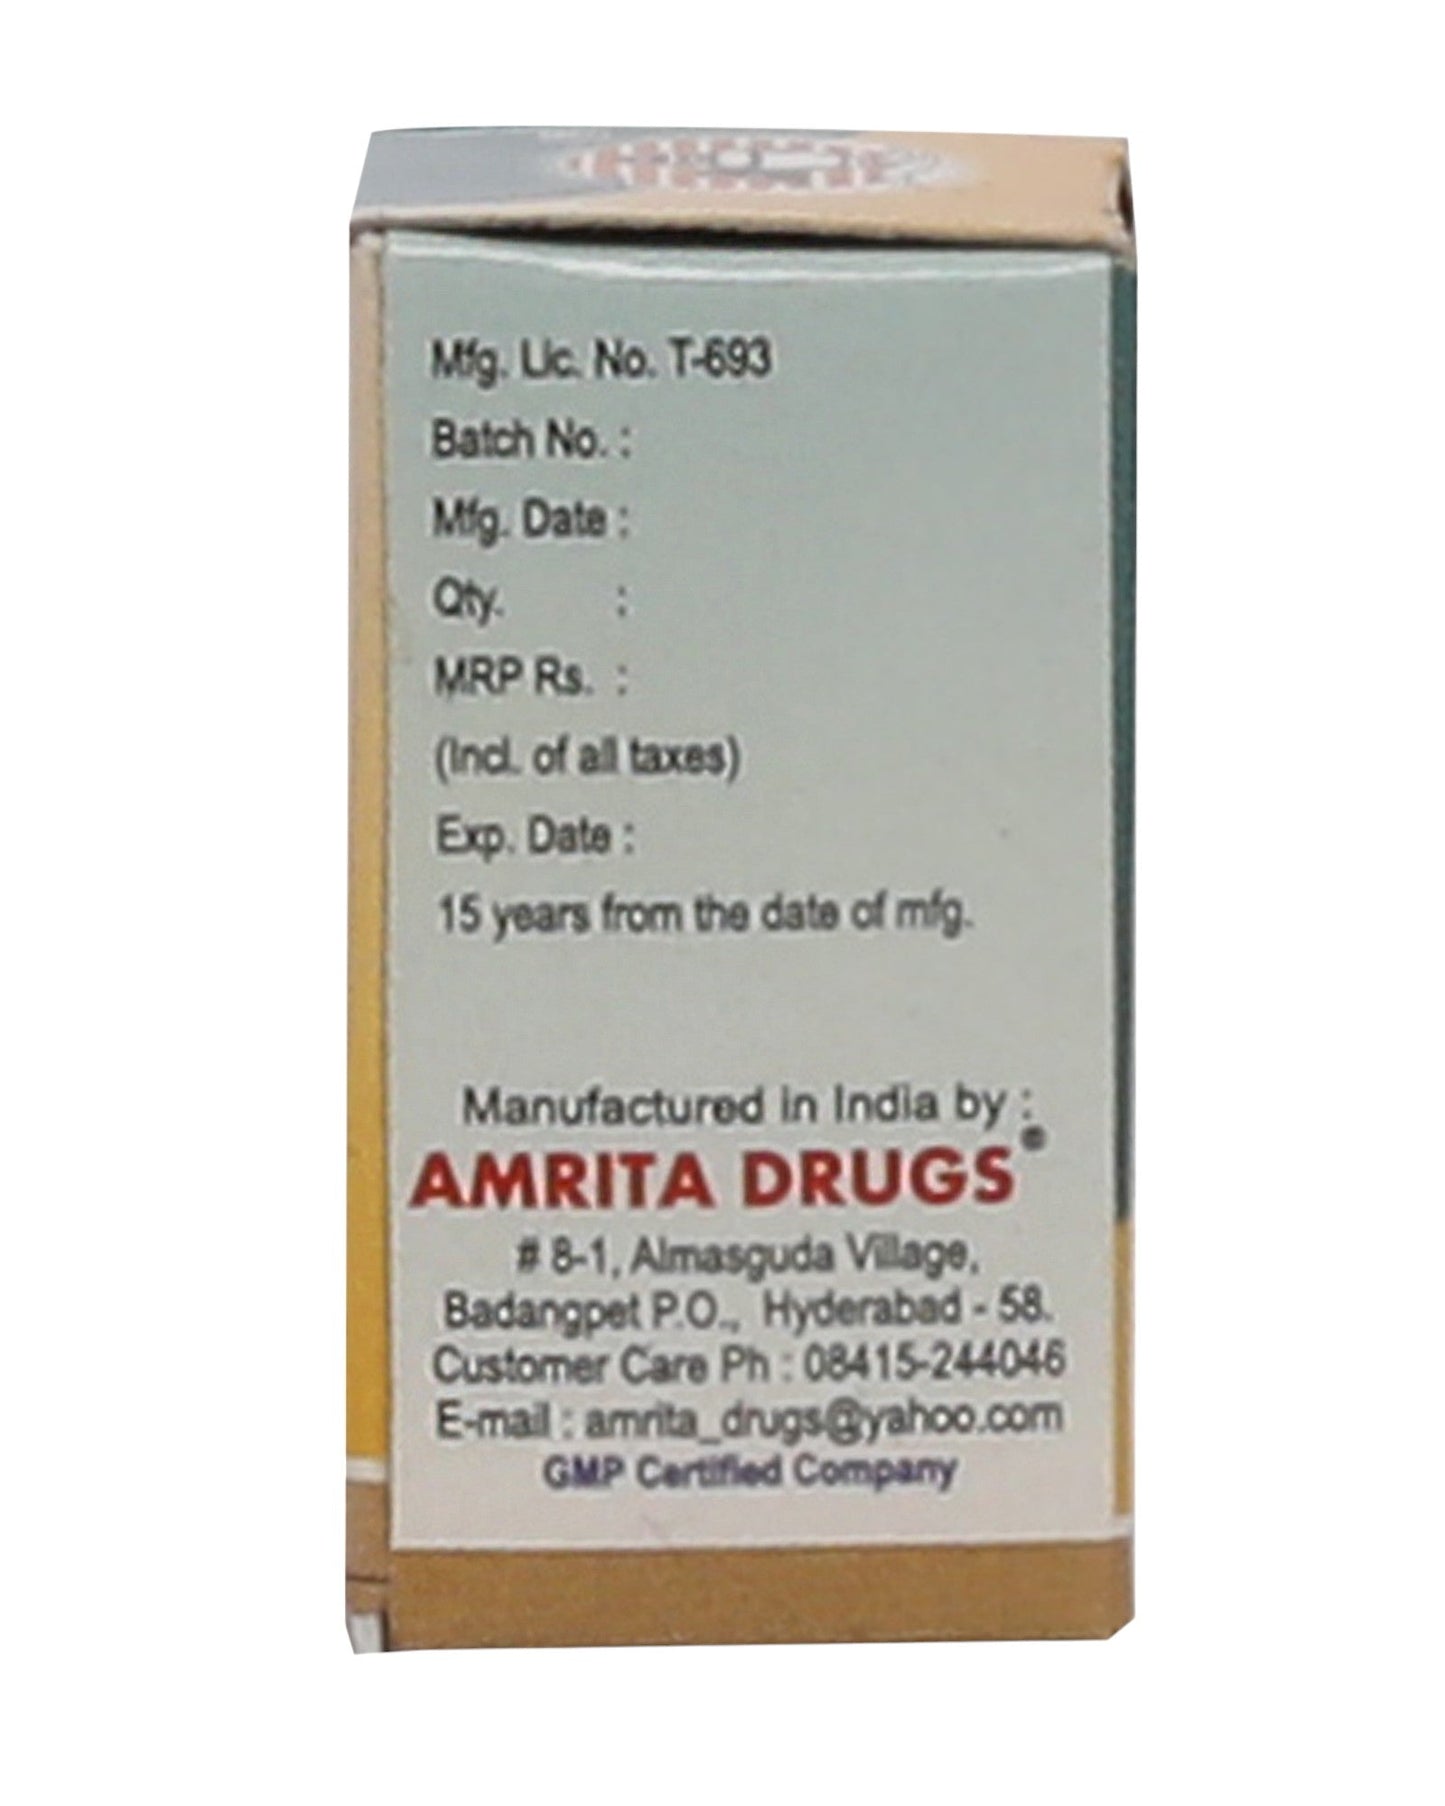 Mfg. Lic. No. T-693
Batch No. :
Mfg. Date :
Qty. :
MRP Rs. :
(Incl. of all taxes)
Exp. Date :
15 years from the date of mfg.
Manufactured in India by :
AMRITA DRUGS®
# 8-1, Almasguda Village,
Badangpet P.O., Hyderabad - 58.
Customer Care Ph : 08415-244046
E-mail : amrita_drugs@yahoo.com
GMP Certified Company